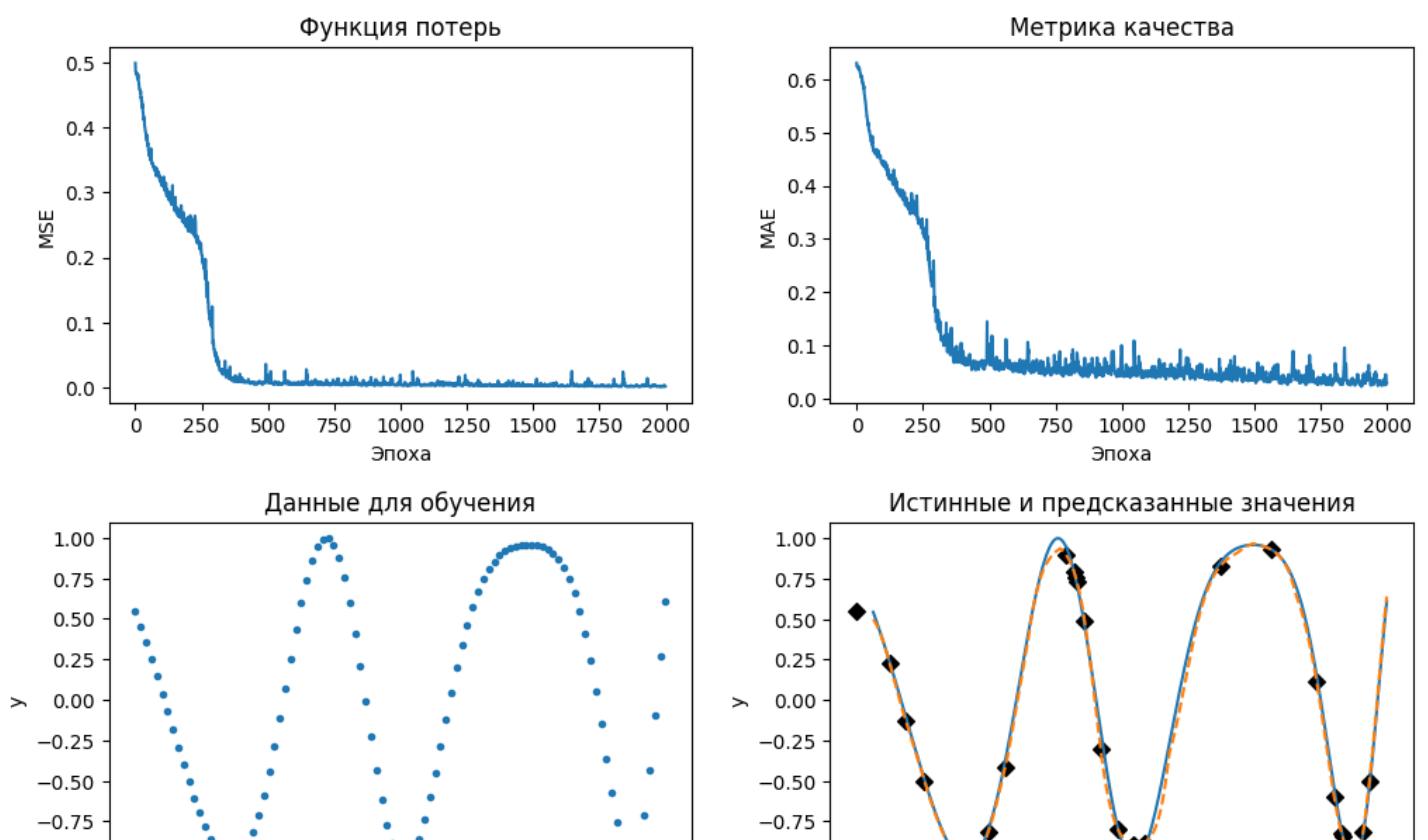 Функция потерь
0.5
0.4
0.3
0.2
0.1
0.0
MSE
0 250 500 750 1000 1250 1500 1750 2000
Эпоха
Метрика качества
0.6
0.5
0.4
0.3
0.2
0.1
0.0
MAE
0 250 500 750 1000 1250 1500 1750 2000
Эпоха
Данные для обучения
1.00
0.75
0.50
0.25
0.00
−0.25
−0.50
−0.75
y
Истинные и предсказанные значения
1.00
0.75
0.50
0.25
0.00
−0.25
−0.50
−0.75
y